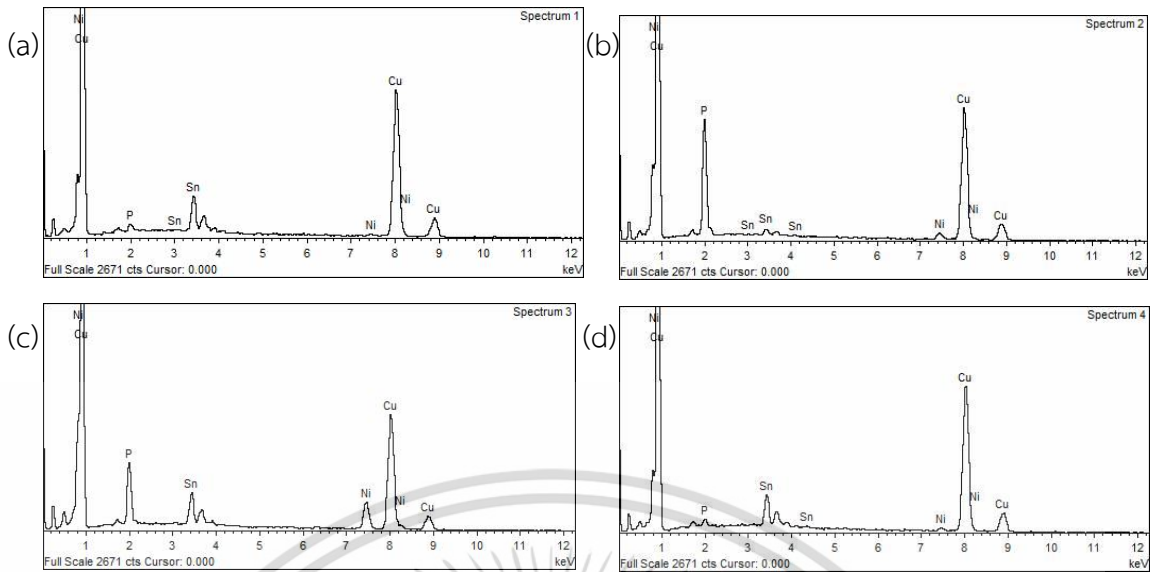 (a)
Spectrum 1
Ni
Cu
P
Sn
Sn
Cu
Ni
Ni
Cu
1 2 3 4 5 6 7 8 9 10 11 12
Full Scale 2671 cts Cursor: 0.000
keV
(b)
Spectrum 2
Ni
Cu
P
Sn
Sn
Sn
Cu
Ni
Ni
Cu
1 2 3 4 5 6 7 8 9 10 11 12
Full Scale 2671 cts Cursor: 0.000
keV
(c)
Spectrum 3
Ni
Cu
P
Sn
Ni
Cu
Ni
Cu
1 2 3 4 5 6 7 8 9 10 11 12
Full Scale 2671 cts Cursor: 0.000
keV
(d)
Spectrum 4
Ni
Cu
P
Sn
Sn
Cu
Ni
Ni
Cu
1 2 3 4 5 6 7 8 9 10 11 12
Full Scale 2671 cts Cursor: 0.000
keV